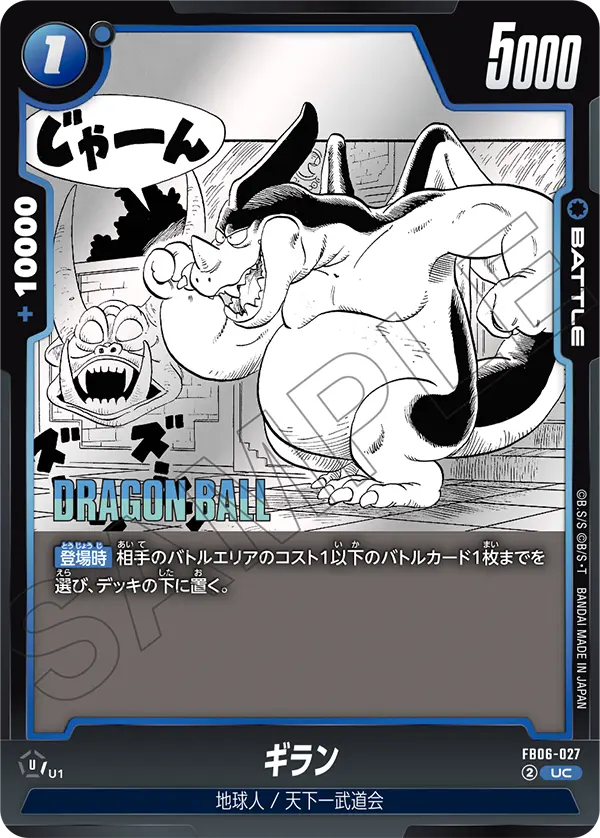 1
5000
じゃーん
+10000
BATTLE
ズズ
DRAGON BALL
SAMPLE
登場時 相手のバトルエリアのコスト1以下のバトルカード1枚までを
選び、デッキの下に置く。
©B.S/S ©B/S・T BANDAI MADE IN JAPAN
ギラン
FB06-027
U/U1
② UC
地球人 / 天下一武道会